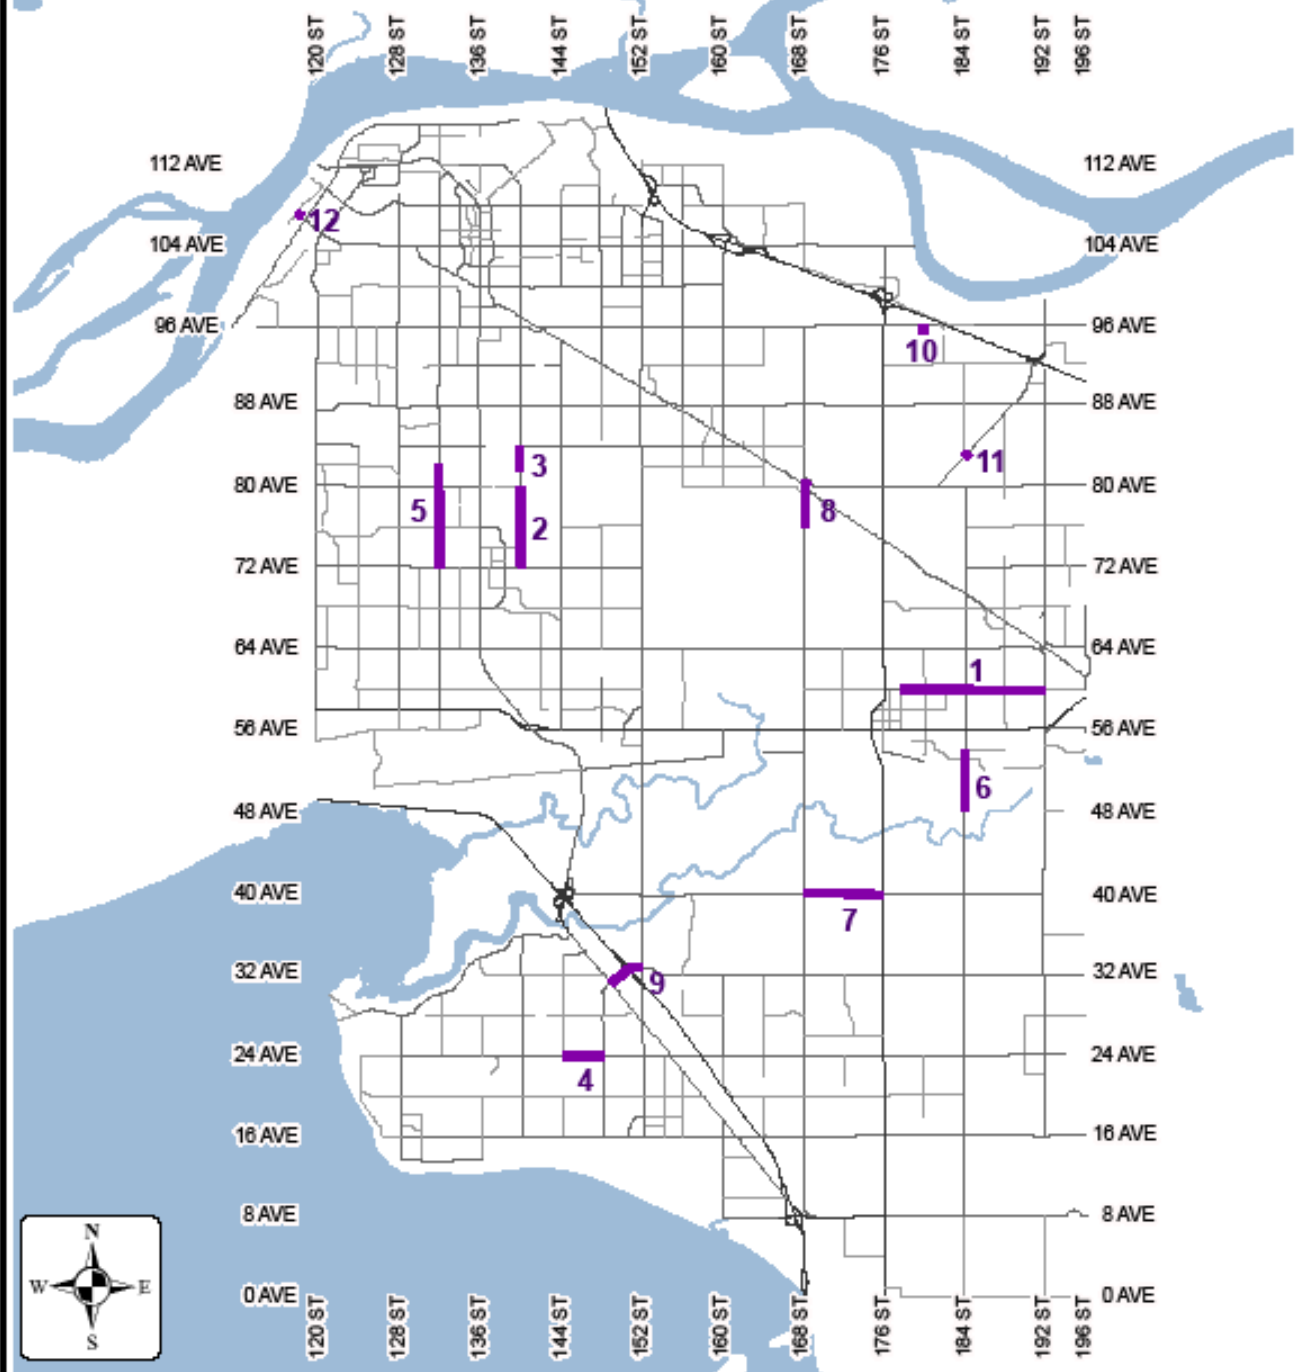 120 ST 128 ST 136 ST 144 ST 152 ST 160 ST 168 ST 176 ST 184 ST 192 ST 196 ST
112 AVE 112 AVE
12
104 AVE 104 AVE
96 AVE 96 AVE
10
88 AVE 88 AVE
3 11
80 AVE 80 AVE
5 8
2
72 AVE 72 AVE
64 AVE 64 AVE
1
56 AVE 56 AVE
6
48 AVE 48 AVE
40 AVE 40 AVE
7
32 AVE 32 AVE
9
24 AVE 24 AVE
4
16 AVE 16 AVE
8 AVE 8 AVE
N
W E
S
0 AVE 0 AVE
120 ST 128 ST 136 ST 144 ST 152 ST 160 ST 168 ST 176 ST 184 ST 192 ST 196 ST